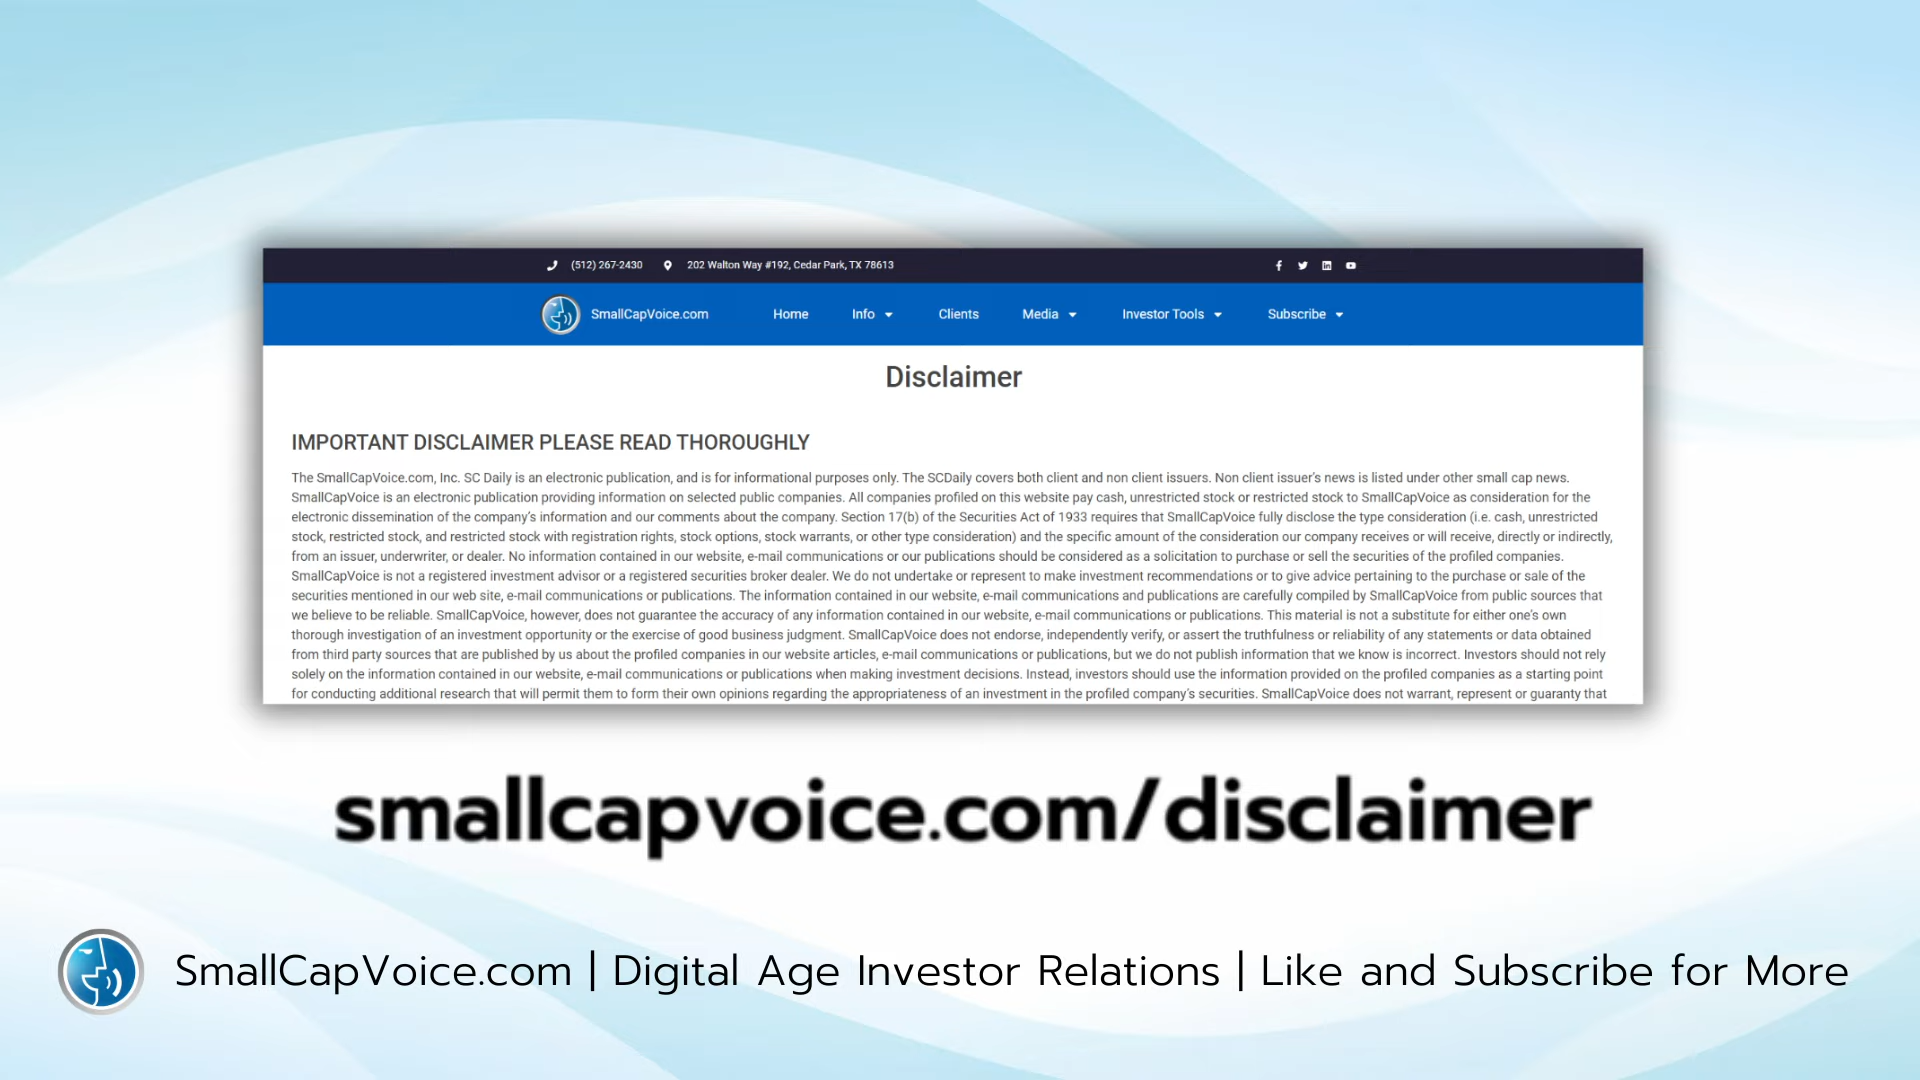 (512) 267-2430 202 Walton Way #192, Cedar Park, TX 78613
SmallCapVoice.com Home Info Clients Media Investor Tools Subscribe
Disclaimer
IMPORTANT DISCLAIMER PLEASE READ THOROUGHLY
The SmallCapVoice.com, Inc. SC Daily is an electronic publication, and is for informational purposes only. The SCDaily covers both client and non client issuers. Non client issuer's news is listed under other small cap news.
SmallCapVoice is an electronic publication providing information on selected public companies. All companies profiled on this website pay cash, unrestricted stock or restricted stock to SmallCapVoice as consideration for the
electronic dissemination of the company's information and our comments about the company. Section 17(b) of the Securities Act of 1933 requires that SmallCapVoice fully disclose the type consideration (i.e. cash, unrestricted
stock, restricted stock, and restricted stock with registration rights, stock options, stock warrants, or other type consideration) and the specific amount of the consideration our company receives or will receive, directly or indirectly,
from an issuer, underwriter, or dealer. No information contained in our website, e-mail communications or our publications should be considered as a solicitation to purchase or sell the securities of the profiled companies.
SmallCapVoice is not a registered investment advisor or a registered securities broker dealer. We do not undertake or represent to make investment recommendations or to give advice pertaining to the purchase or sale of the
securities mentioned in our web site, e-mail communications or publications. The information contained in our website, e-mail communications and publications are carefully compiled by SmallCapVoice from public sources that
we believe to be reliable. SmallCapVoice, however, does not guarantee the accuracy of any information contained in our website, e-mail communications or publications. This material is not a substitute for either one's own
thorough investigation of an investment opportunity or the exercise of good business judgment. SmallCapVoice does not endorse, independently verify, or assert the truthfulness or reliability of any statements or data obtained
from third party sources that are published by us about the profiled companies in our website articles, e-mail communications or publications, but we do not publish information that we know is incorrect. Investors should not rely
solely on the information contained in our website, e-mail communications or publications when making investment decisions. Instead, investors should use the information provided on the profiled companies as a starting point
for conducting additional research that will permit them to form their own opinions regarding the appropriateness of an investment in the profiled company's securities. SmallCapVoice does not warrant, represent or guaranty that
smallcapvoice.com/disclaimer
SmallCapVoice.com | Digital Age Investor Relations | Like and Subscribe for More